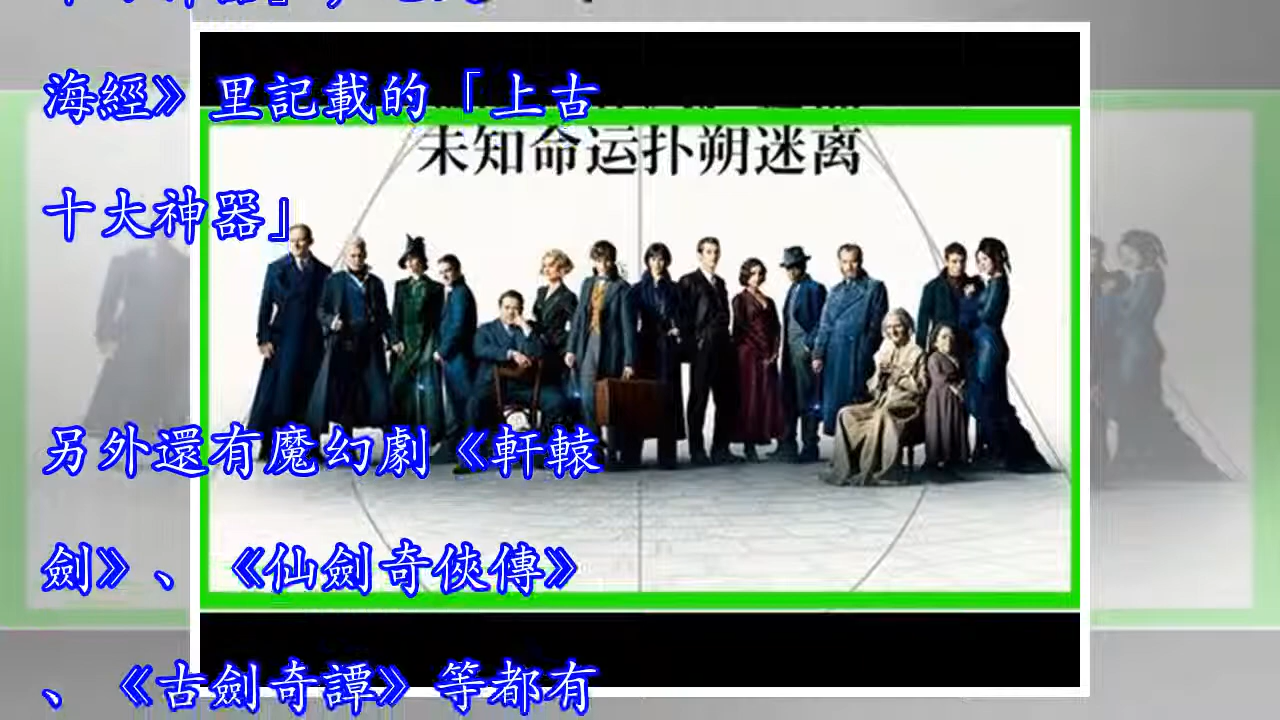 海經》里記載的「上古
十大神器」
另外還有魔幻劇《軒轅
劍》、《仙劍奇俠傳》
、《古劍奇譚》等都有
未知命运扑朔迷离